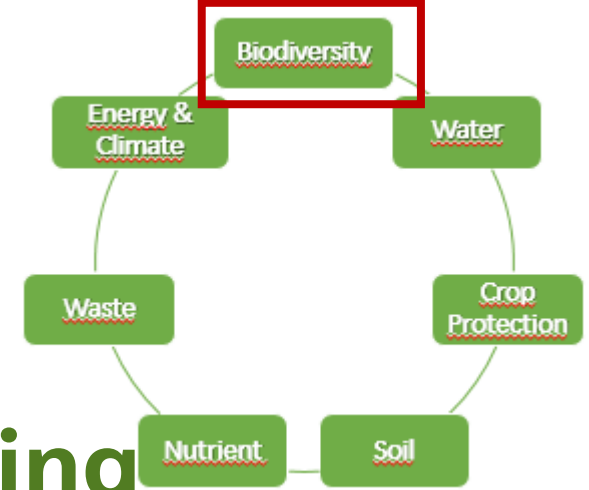 Biodiversity
Energy &
Climate
Water
Waste
Crop
Protection
Nutrient
Soil
ing